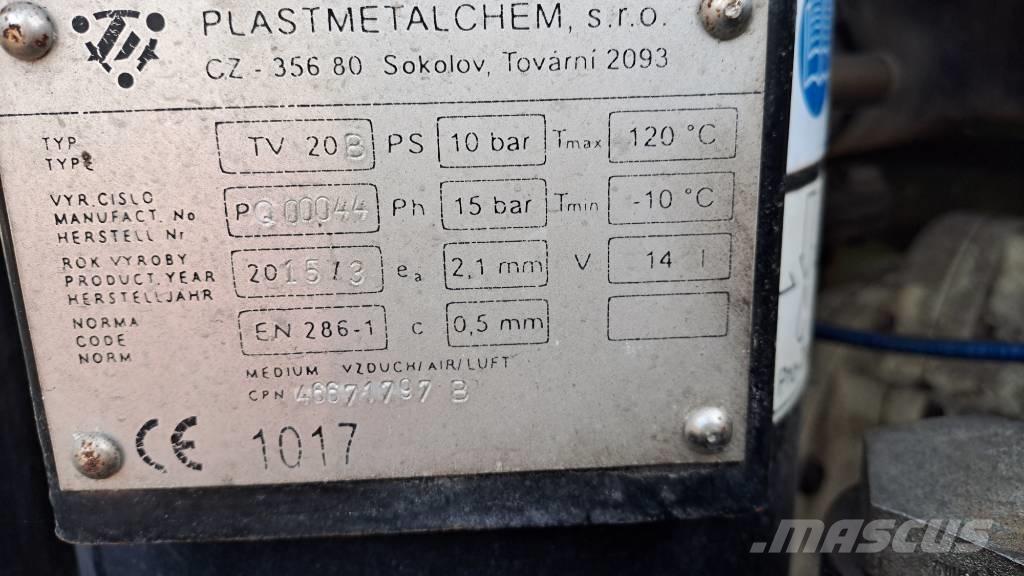 PLASTMETALCHEM, s.r.o.
CZ - 356 80 Sokolov, Tovární 2093
TYP
TYPE
TV 20B PS 10 bar Tmax 120 °C
VYR. CISLO
MANUFACT. No
HERSTELL Nr
PQ 00044 Ph 15 bar Tmin -10 °C
ROK VYROBY
PRODUCT. YEAR
HERSTELLJAHR
2015/3 ea 2,1 mm V 14 l
NORMA
CODE
NORM
EN 286-1 c 0,5 mm
MEDIUM VZDUCH/AIR/LUFT
CPN 46671797 B
CE 1017
MASCUS